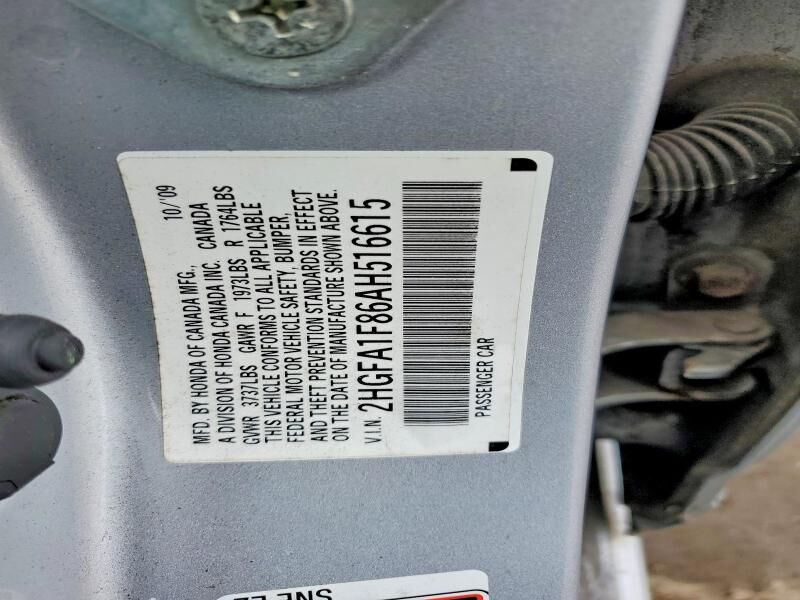 MFD. BY HONDA OF CANADA MFG., 10/'09
A DIVISION OF HONDA CANADA INC. CANADA
GVWR 3737LBS GAWR F 1973LBS R 1764LBS
THIS VEHICLE CONFORMS TO ALL APPLICABLE
FEDERAL MOTOR VEHICLE SAFETY, BUMPER,
AND THEFT PREVENTION STANDARDS IN EFFECT
ON THE DATE OF MANUFACTURE SHOWN ABOVE.
V.I.N. 2HGFA1F86AH516615
PASSENGER CAR